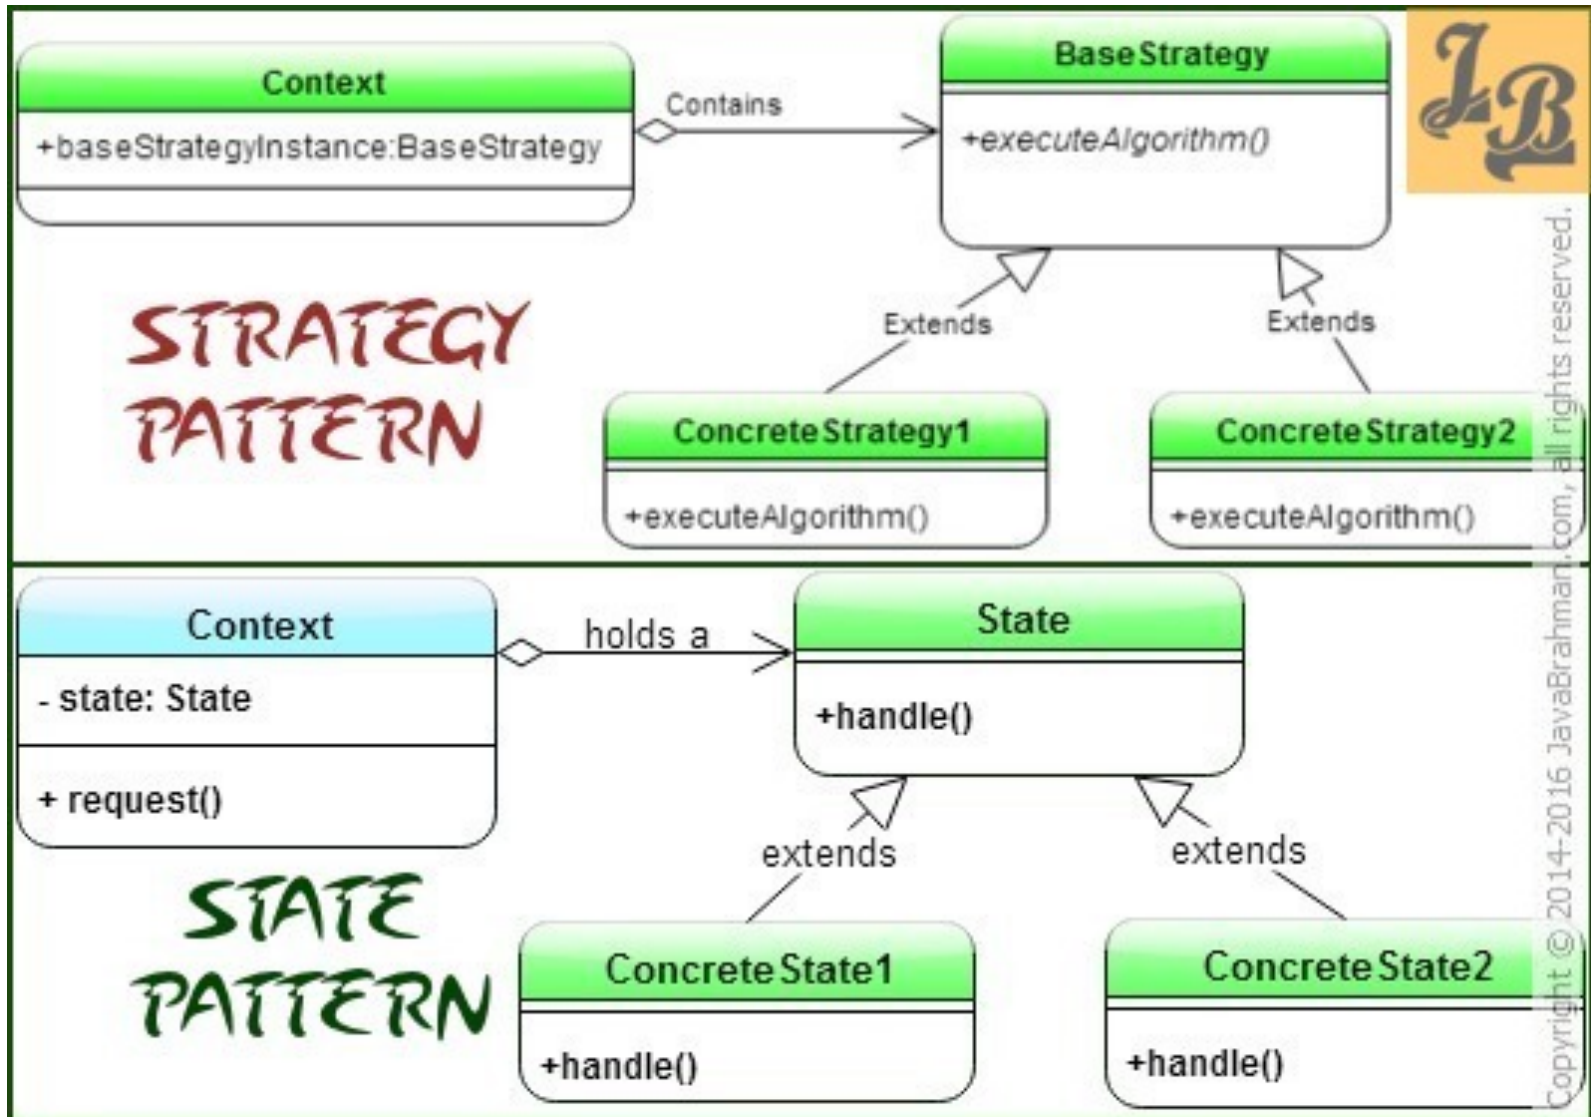 Context
+baseStrategyInstance:BaseStrategy
Contains
BaseStrategy
+executeAlgorithm()
JB
STRATEGY
PATTERN
Extends
Extends
ConcreteStrategy1
+executeAlgorithm()
ConcreteStrategy2
+executeAlgorithm()
Context
- state: State
+ request()
holds a
State
+handle()
STATE
PATTERN
extends
extends
ConcreteState1
+handle()
ConcreteState2
+handle()
Copyright © 2014-2016 JavaBrahman.com, all rights reserved.